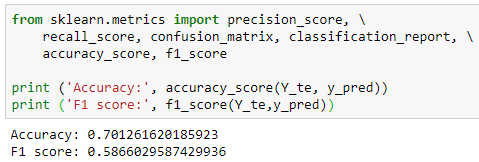 from sklearn.metrics import precision_score, \
    recall_score, confusion_matrix, classification_report, \
    accuracy_score, f1_score

print ('Accuracy:', accuracy_score(Y_te, y_pred))
print ('F1 score:', f1_score(Y_te,y_pred))
Accuracy: 0.701261620185923
F1 score: 0.5866029587429936